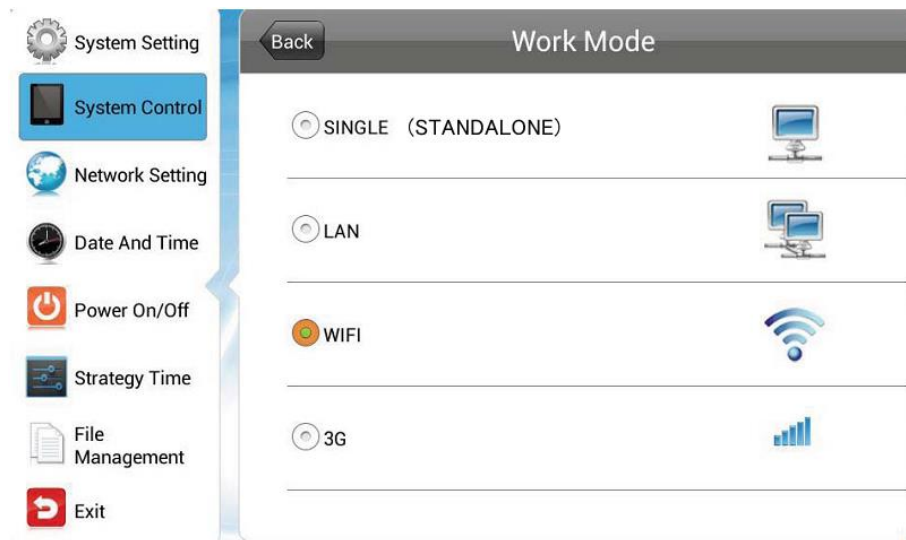 System Setting
System Control
Network Setting
Date And Time
Power On/Off
Strategy Time
File
Management
Exit
Back
Work Mode
SINGLE (STANDALONE)
LAN
WIFI
3G